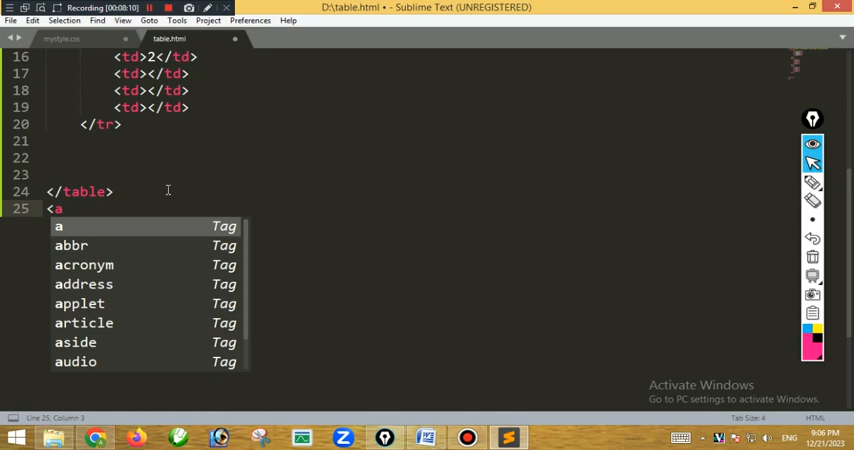 Recording [00:08:10]
D:\table.html • - Sublime Text (UNREGISTERED)
File Edit Selection Find View Goto Tools Project Preferences Help
mystyle.css
table.html
16 <td>2</td>
17 <td></td>
18 <td></td>
19 <td></td>
20 </tr>
21
22
23
24 </table>
25 <a
a Tag
abbr Tag
acronym Tag
address Tag
applet Tag
article Tag
aside Tag
audio Tag
Activate Windows
Go to PC settings to activate Windows.
Line 25, Column 3
Tab Size: 4
HTML
ENG
9:06 PM
12/21/2023